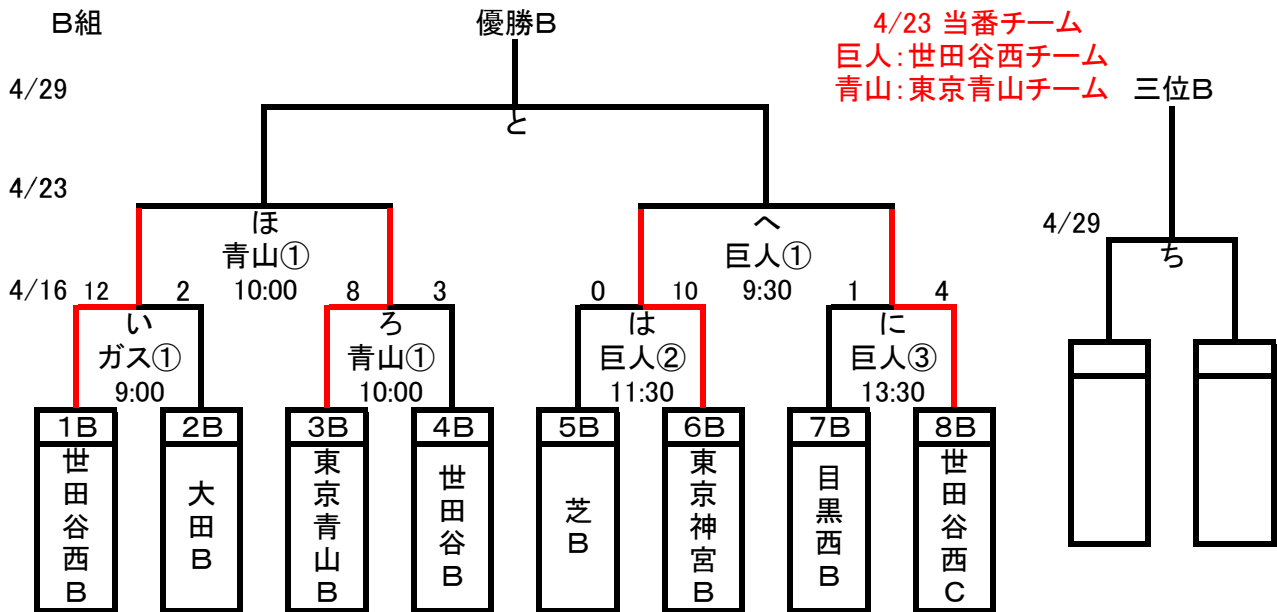 B組
優勝B
4/23 当番チーム
巨人:世田谷西チーム
青山:東京青山チーム
三位B
4/29
と
4/23
ほ
青山①
10:00
へ
巨人①
9:30
4/29
ち
4/16
12
2
8
3
0
10
1
4
い
ガス①
9:00
ろ
青山①
10:00
は
巨人②
11:30
に
巨人③
13:30
1B
2B
3B
4B
5B
6B
7B
8B
世田谷西B
大田B
東京青山B
世田谷B
芝B
東京神宮B
目黒西B
世田谷西C